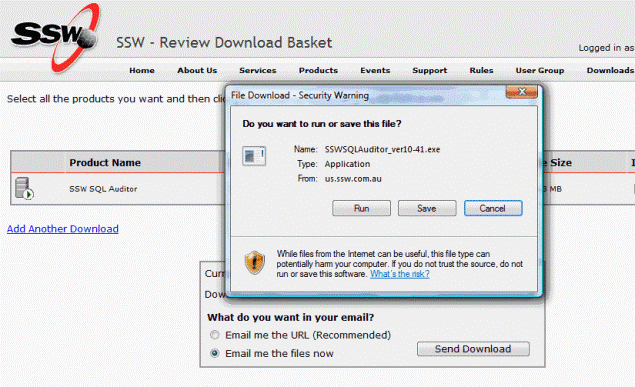 SSW
SSW - Review Download Basket
Logged in as
Home About Us Services Products Events Support Rules User Group Downloads
Select all the products you want and then
File Download - Security Warning
Do you want to run or save this file?
Name: SSWSQLAuditor_ver10-41.exe
Type: Application
From: us.ssw.com.au
Run Save Cancel
While files from the Internet can be useful, this file type can
potentially harm your computer. If you do not trust the source, do not
run or save this software. What's the risk?
Product Name Size
SSW SQL Auditor MB
Add Another Download
What do you want in your email?
Email me the URL (Recommended)
Email me the files now
Send Download